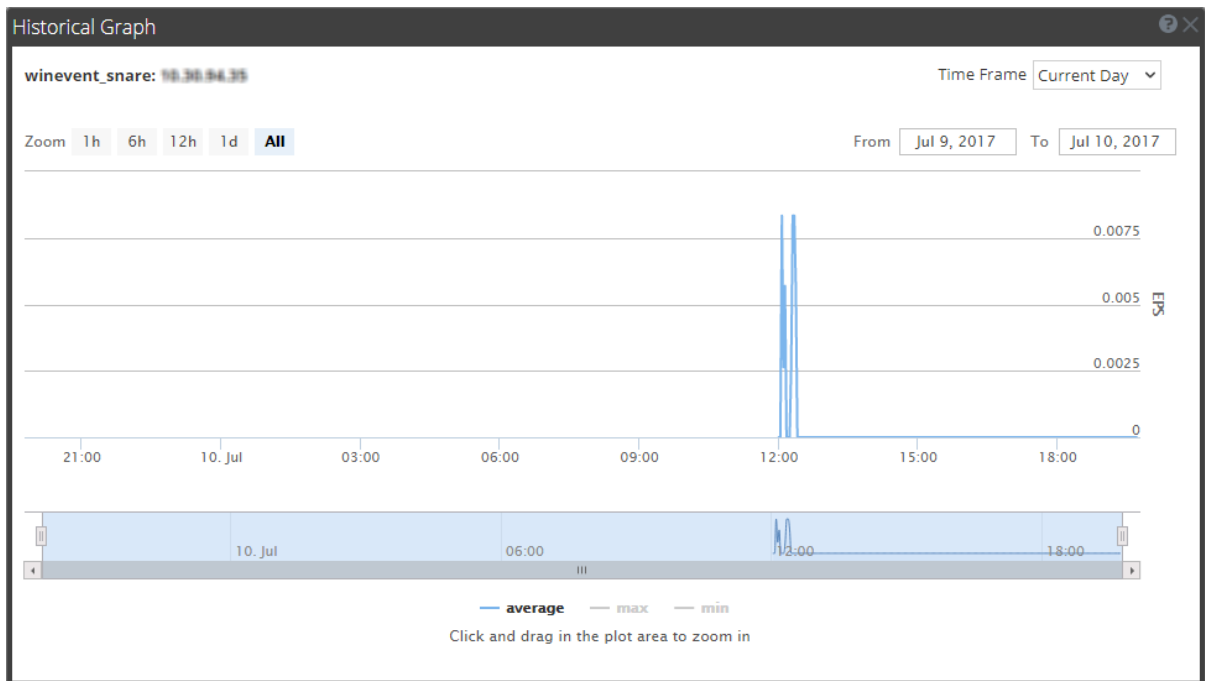 Historical Graph
winevent_snare:
Time Frame Current Day
Zoom 1h 6h 12h 1d All
From Jul 9, 2017 To Jul 10, 2017
0.0075
0.005
EPS
0.0025
0
21:00 10. Jul 03:00 06:00 09:00 12:00 15:00 18:00
10. Jul 06:00 12:00 18:00
average max min
Click and drag in the plot area to zoom in